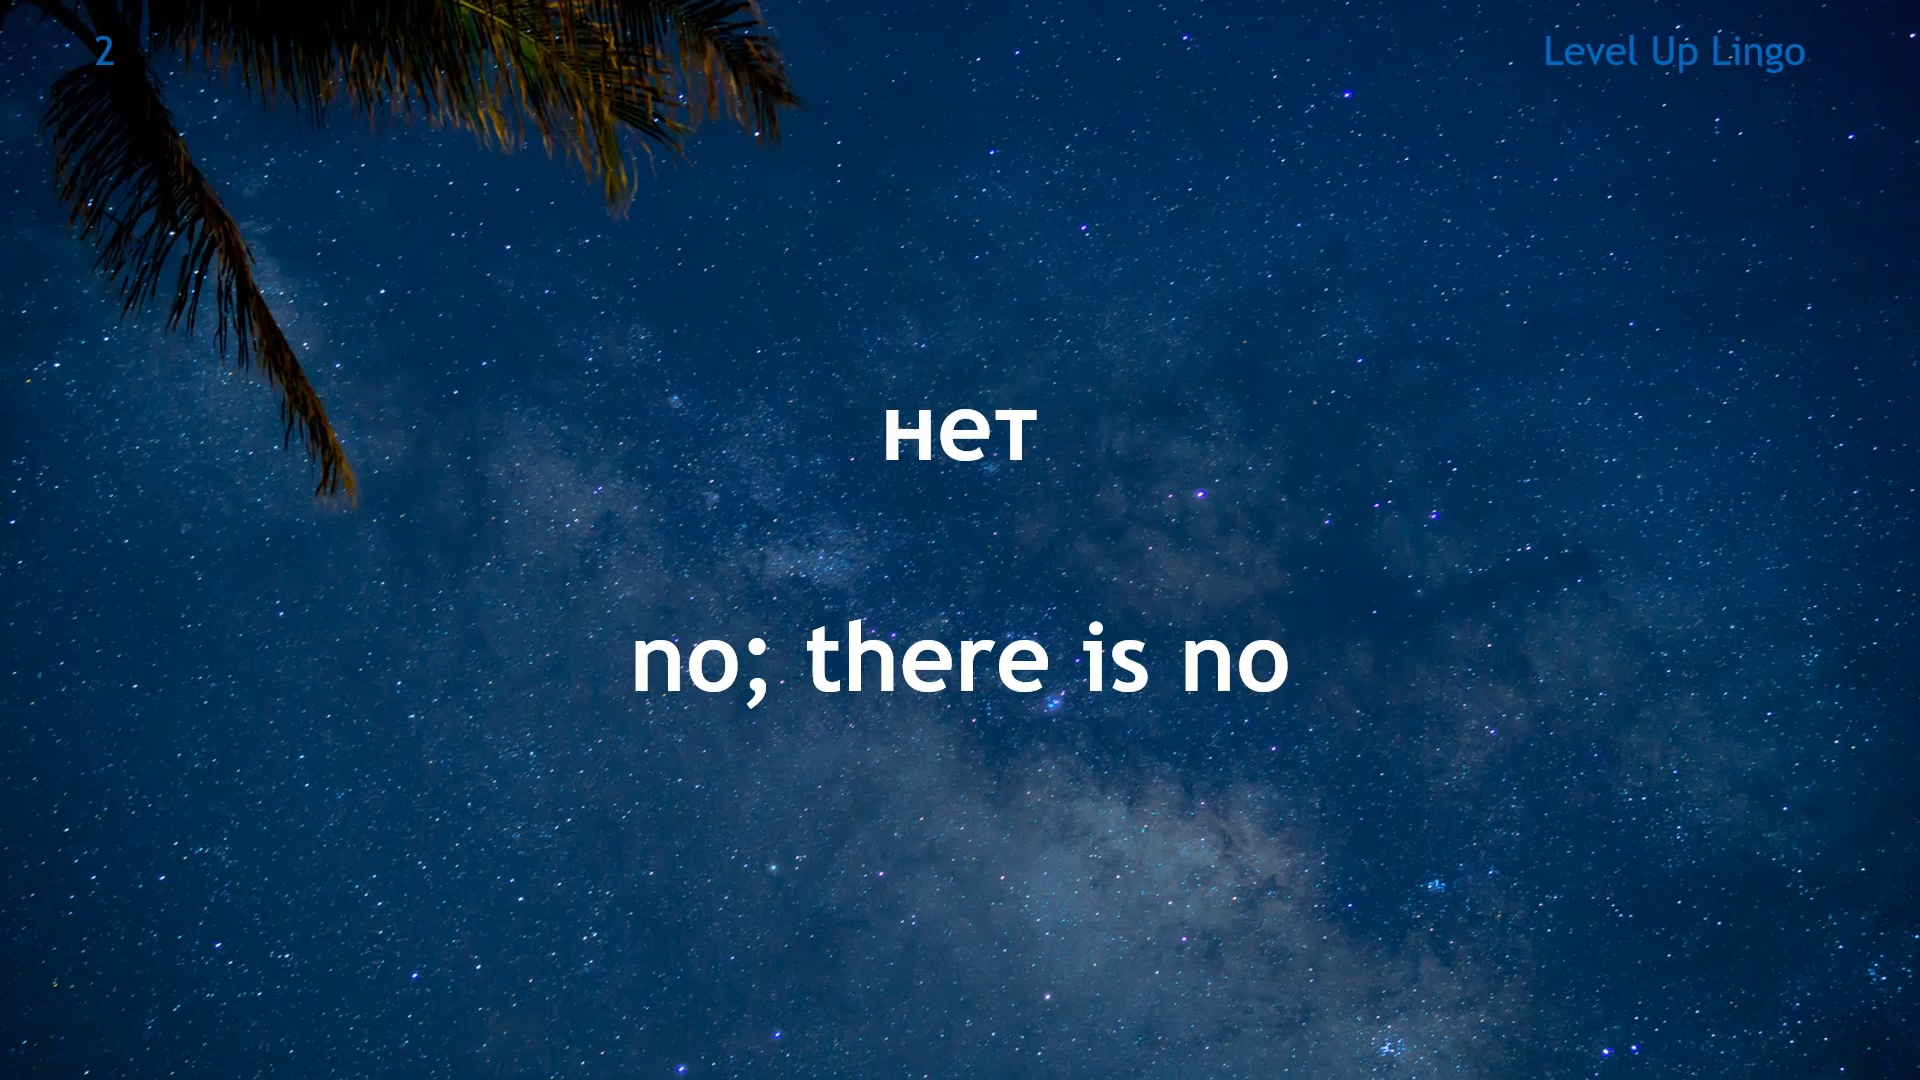 2
Level Up Lingo
нет
no; there is no